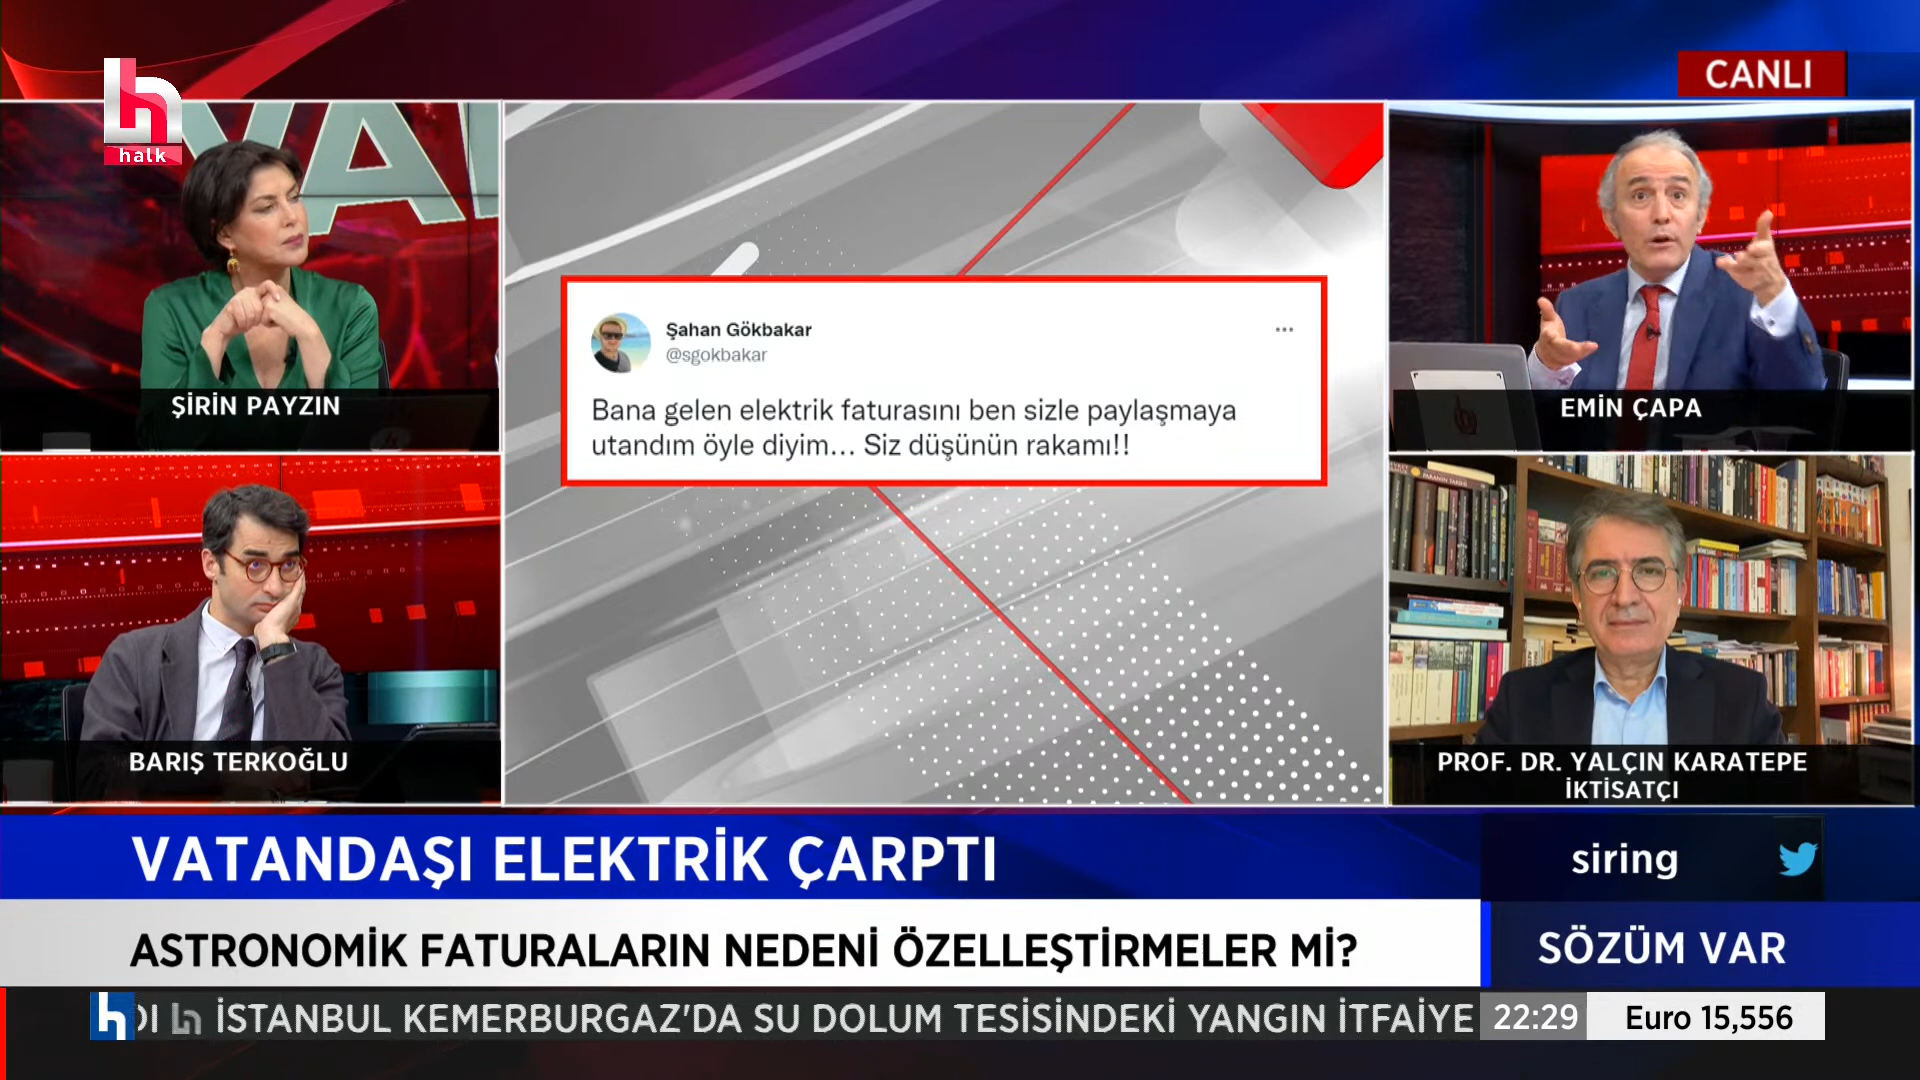 CANLI
h
halk
ŞİRİN PAYZIN
Şahan Gökbakar
@sgokbakar
Bana gelen elektrik faturasını ben sizle paylaşmaya
utandım öyle diyim... Siz düşünün rakamı!!
EMİN ÇAPA
BARIŞ TERKOĞLU
PROF. DR. YALÇIN KARATEPE
İKTİSATÇI
VATANDAŞI ELEKTRİK ÇARPTI
siring
ASTRONOMİK FATURALARIN NEDENİ ÖZELLEŞTİRMELER Mİ?
SÖZÜM VAR
İSTANBUL KEMERBURGAZ'DA SU DOLUM TESİSİNDEKİ YANGIN İTFAİYE 22:29 Euro 15,556